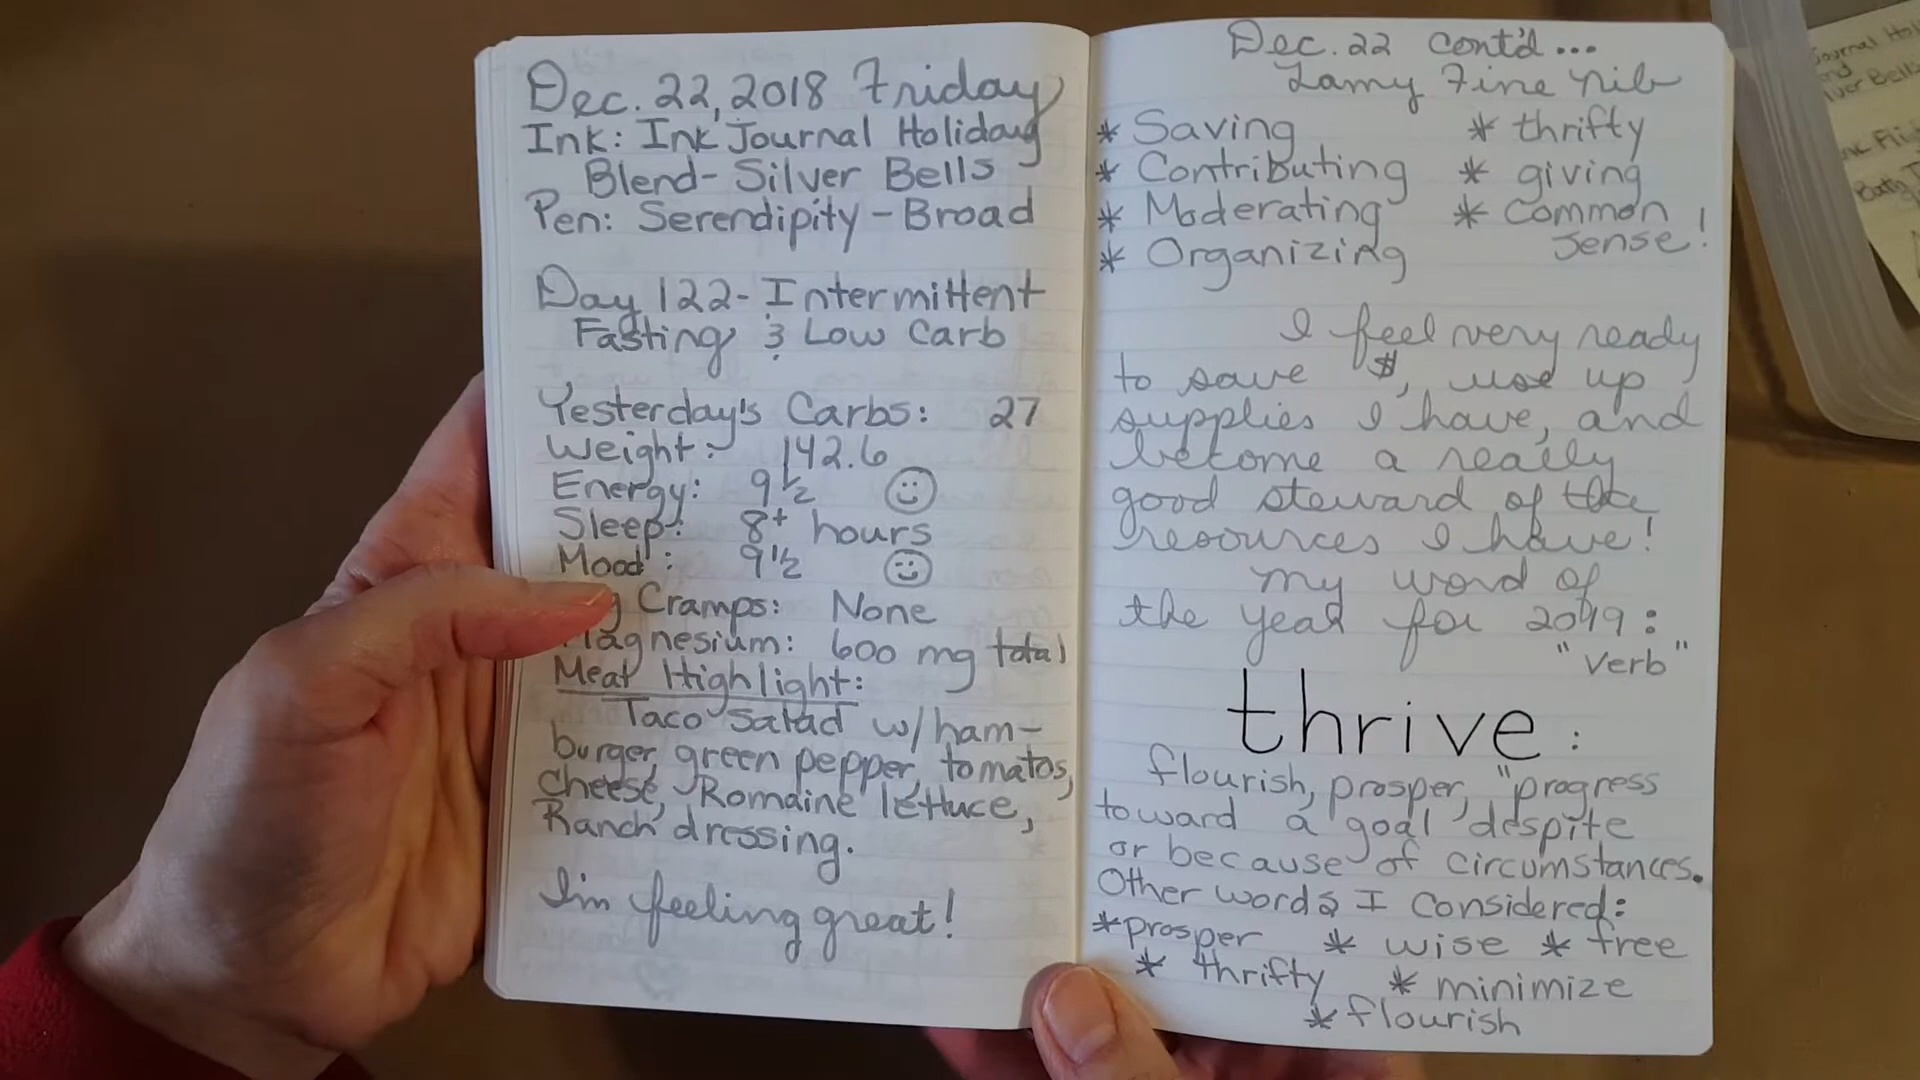 Dec. 22, 2018 Friday
Ink: Ink Journal Holiday
Blend- Silver Bells
Pen: Serendipity - Broad
Day 122- Intermittent
Fasting & Low Carb
Yesterday's Carbs: 27
Weight: 142.6
Energy: 9 1/2 ☺
Sleep: 8+ hours
Mood: 9 1/2 ☺
Cramps: None
Magnesium: 600 mg total
Meat Highlight:
Taco Salad w/ham-
burger, green pepper, tomatos,
Cheese, Romaine lettuce,
Ranch dressing.
I'm feeling great!
Dec. 22 cont'd...
Lamy Fine nib
* Saving * thrifty
* Contributing * giving
* Moderating * Common
sense!
* Organizing
I feel very ready
to save $, use up
supplies I have, and
become a really
good steward of the
resources I have!
My word of
the year for 2019:
"verb"
thrive:
flourish, prosper, "progress
toward a goal despite
or because of circumstances.
Other words I considered:
* prosper * wise * free
* thrifty * minimize
* flourish
Journal